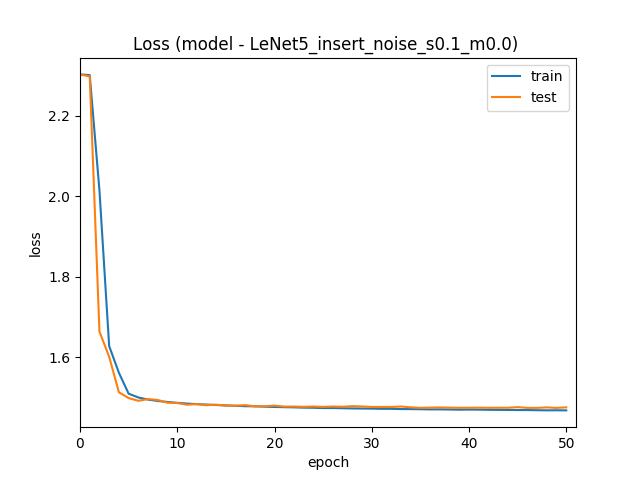 Loss (model - LeNet5_insert_noise_s0.1_m0.0)
train
test
2.2
2.0
1.8
1.6
loss
0
10
20
30
40
50
epoch